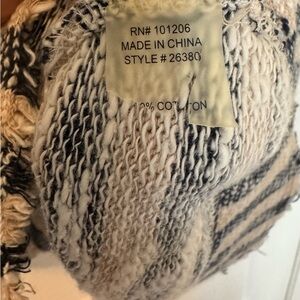 RN# 101206
MADE IN CHINA
STYLE # 26380
% COTTON